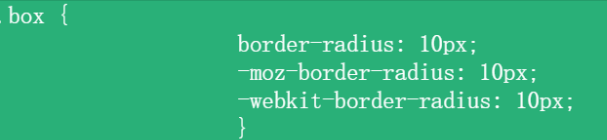 .box {
border-radius: 10px;
-moz-border-radius: 10px;
-webkit-border-radius: 10px;
}